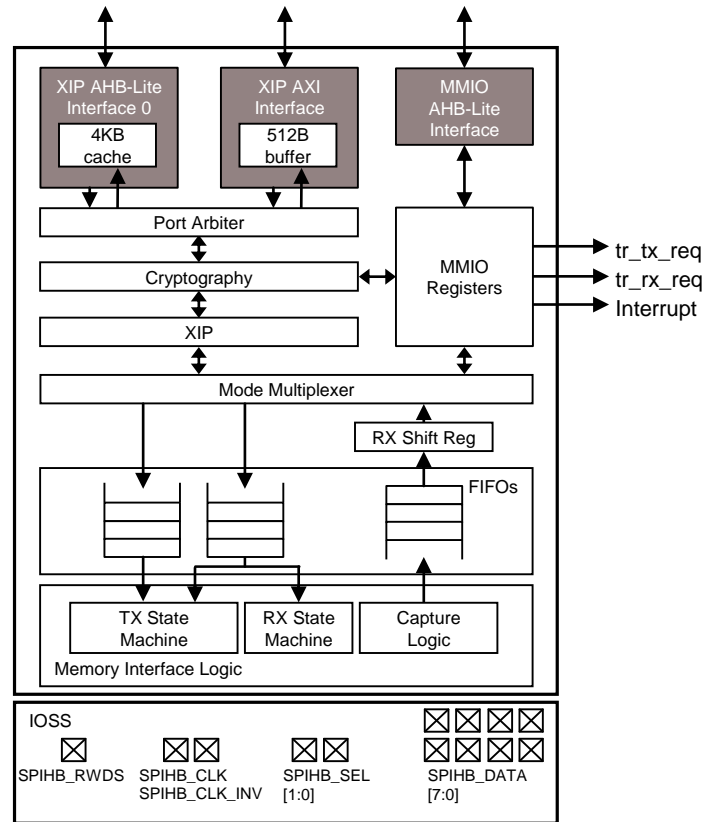 XIP AHB-Lite
Interface 0
4KB
cache
XIP AXI
Interface
512B
buffer
MMIO
AHB-Lite
Interface
Port Arbiter
Cryptography
XIP
MMIO
Registers
tr_tx_req
tr_rx_req
Interrupt
Mode Multiplexer
RX Shift Reg
FIFOs
TX State
Machine
RX State
Machine
Capture
Logic
Memory Interface Logic
IOSS
SPIHB_RWDS
SPIHB_CLK
SPIHB_CLK_INV
SPIHB_SEL
[1:0]
SPIHB_DATA
[7:0]